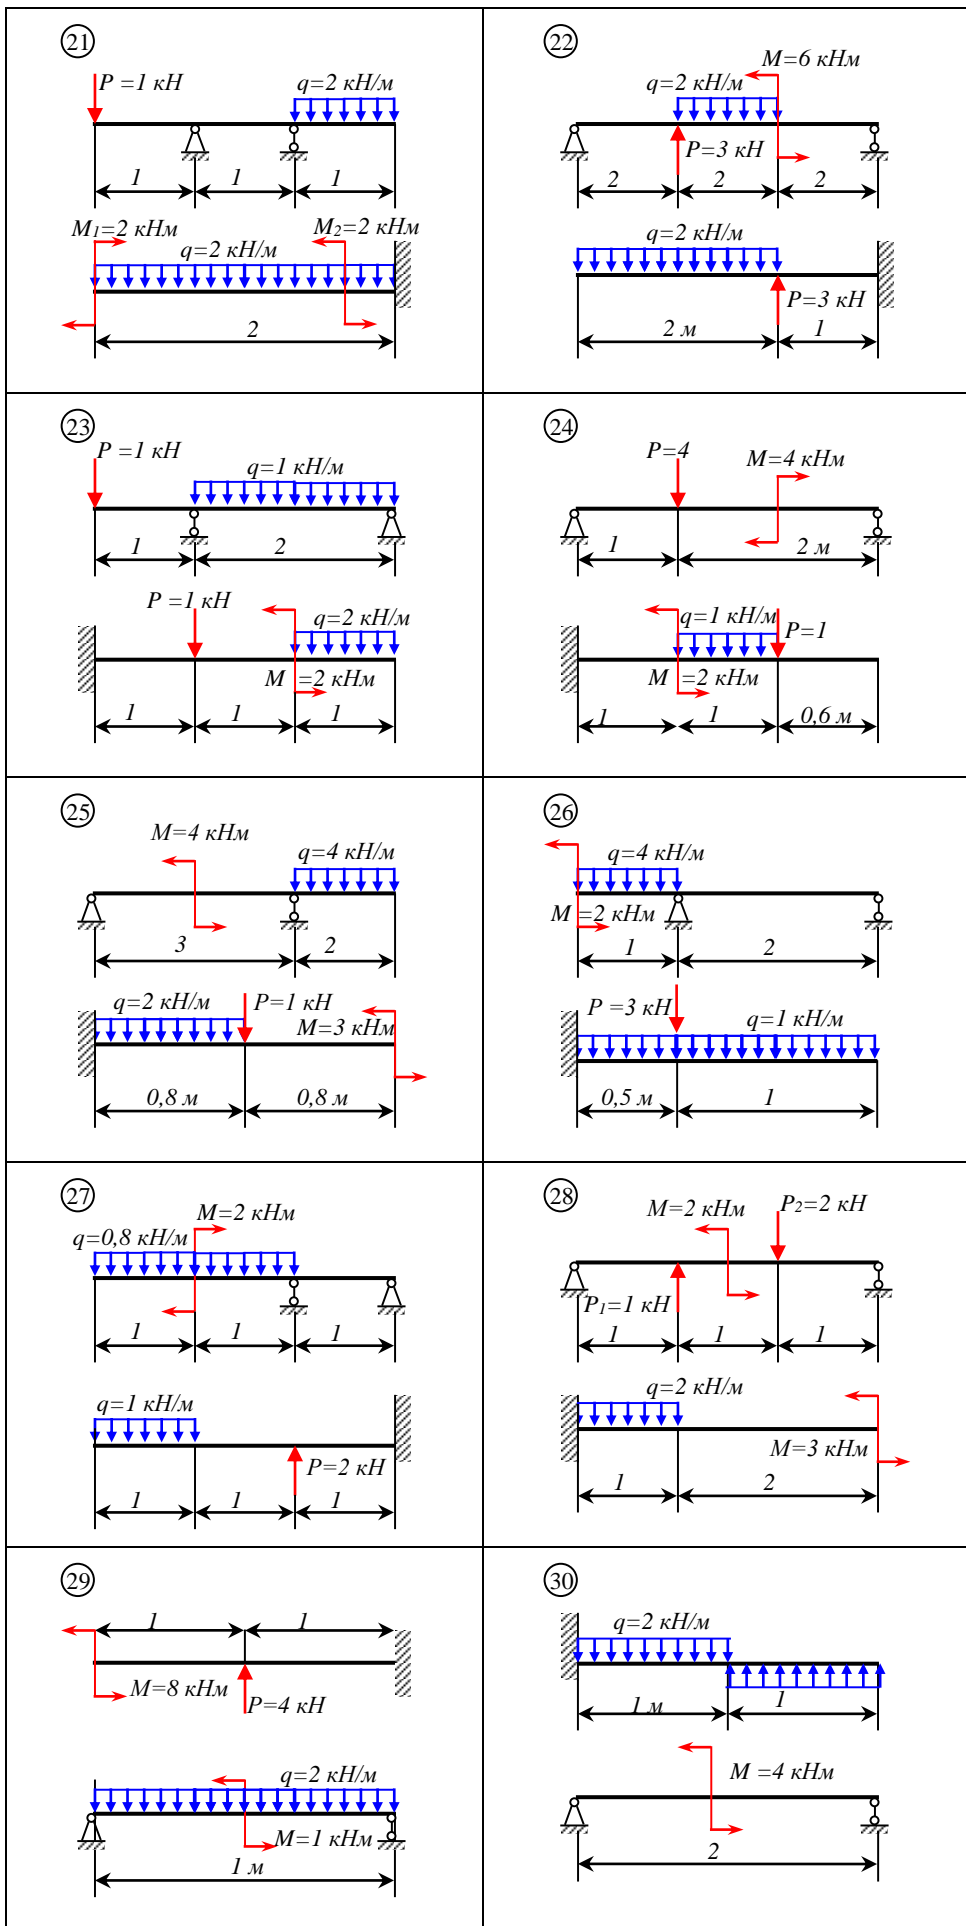 21
P =1 кН
q=2 кН/м
1 1 1
M1=2 кНм
M2=2 кНм
q=2 кН/м
2
22
M=6 кНм
q=2 кН/м
P=3 кН
2 2 2
q=2 кН/м
P=3 кН
2 м 1
23
P =1 кН
q=1 кН/м
1 2
P =1 кН
q=2 кН/м
M =2 кНм
1 1 1
24
P=4
M=4 кНм
1 2 м
q=1 кН/м
P=1
M =2 кНм
1 1 0,6 м
25
M=4 кНм
q=4 кН/м
3 2
q=2 кН/м
P=1 кН
M=3 кНм
0,8 м 0,8 м
26
q=4 кН/м
M =2 кНм
1 2
P =3 кН
q=1 кН/м
0,5 м 1
27
M=2 кНм
q=0,8 кН/м
1 1 1
q=1 кН/м
P=2 кН
1 1 1
28
P2=2 кН
M=2 кНм
P1=1 кН
1 1 1
q=2 кН/м
M=3 кНм
1 2
29
1 1
M=8 кНм
P=4 кН
q=2 кН/м
M=1 кНм
1 м
30
q=2 кН/м
1 м 1
M =4 кНм
2